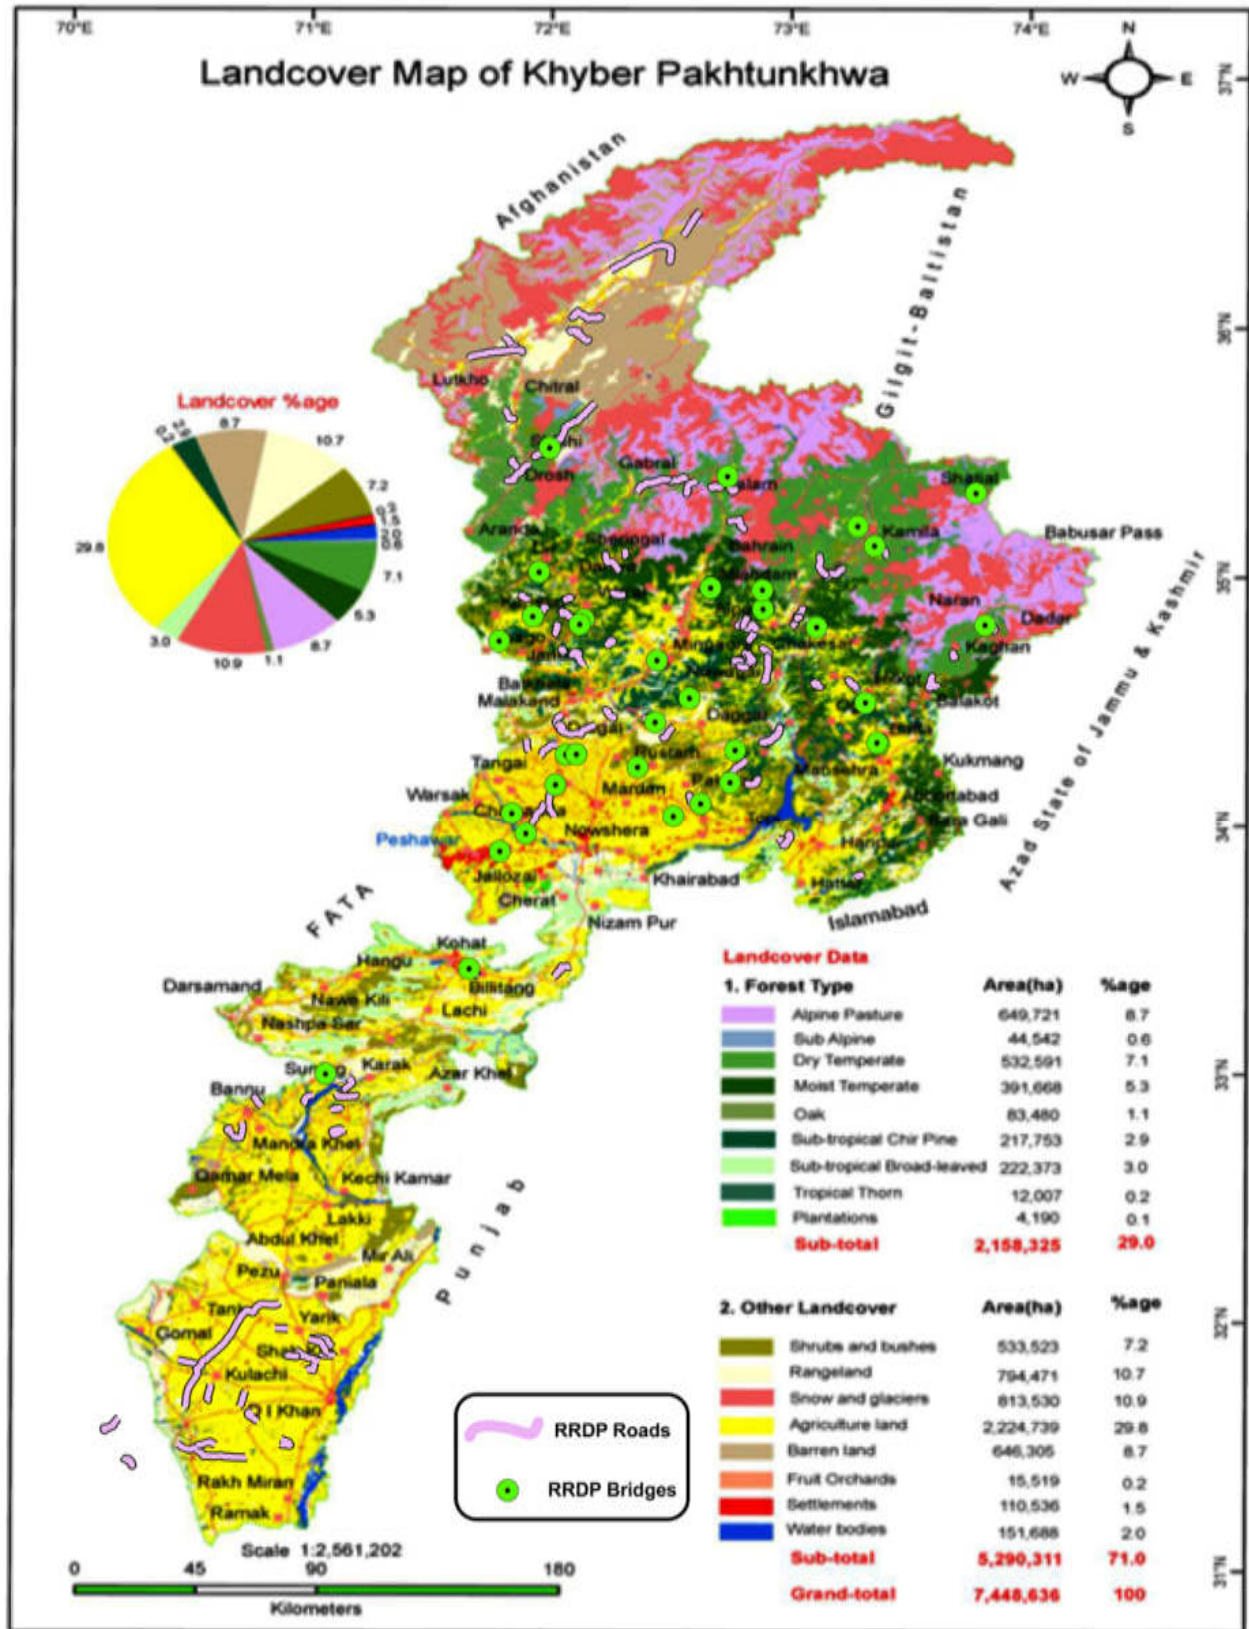 70°E 71°E 72°E 73°E 74°E
Landcover Map of Khyber Pakhtunkhwa
N
W E
S
37°N
36°N
35°N
34°N
33°N
32°N
31°N
Afghanistan
Gilgit-Baltistan
Azad State of Jammu & Kashmir
Islamabad
Punjab
FATA
Landcover %age
8.7
10.7
7.2
7.1
5.3
8.7
1.1
10.9
3.0
29.8
Lutkho
Chitral
Drosh
Gabral
Shatial
Kamila
Babusar Pass
Bahrain
Naran
Dadar
Kaghan
Balakot
Malakand
Daggar
Rustam
Kukmang
Mansehra
Tangai
Mardan
Warsak
Nowshera
Peshawar
Khairabad
Jallozai
Cherat
Nizam Pur
Kohat
Hangu
Billitang
Darsamand
Nawe Kili
Lachi
Nashpa Sar
Karak
Azar Khel
Bannu
Mandra Khel
Qamar Mela
Kechi Kamar
Lakki
Abdul Khel
Mir Ali
Pezu
Paniala
Yarik
Gomal
Kulachi
D I Khan
Rakh Miran
Ramak
Landcover Data
1. Forest Type Area(ha) %age
Alpine Pasture 649,721 8.7
Sub Alpine 44,542 0.6
Dry Temperate 532,591 7.1
Moist Temperate 391,668 5.3
Oak 83,480 1.1
Sub-tropical Chir Pine 217,753 2.9
Sub-tropical Broad-leaved 222,373 3.0
Tropical Thorn 12,007 0.2
Plantations 4,190 0.1
Sub-total 2,158,325 29.0
2. Other Landcover Area(ha) %age
Shrubs and bushes 533,523 7.2
Rangeland 794,471 10.7
Snow and glaciers 813,530 10.9
Agriculture land 2,224,739 29.8
Barren land 646,305 8.7
Fruit Orchards 15,519 0.2
Settlements 110,536 1.5
Water bodies 151,688 2.0
Sub-total 5,290,311 71.0
Grand-total 7,448,636 100
RRDP Roads
RRDP Bridges
Scale 1:2,561,202
0 45 90 180
Kilometers